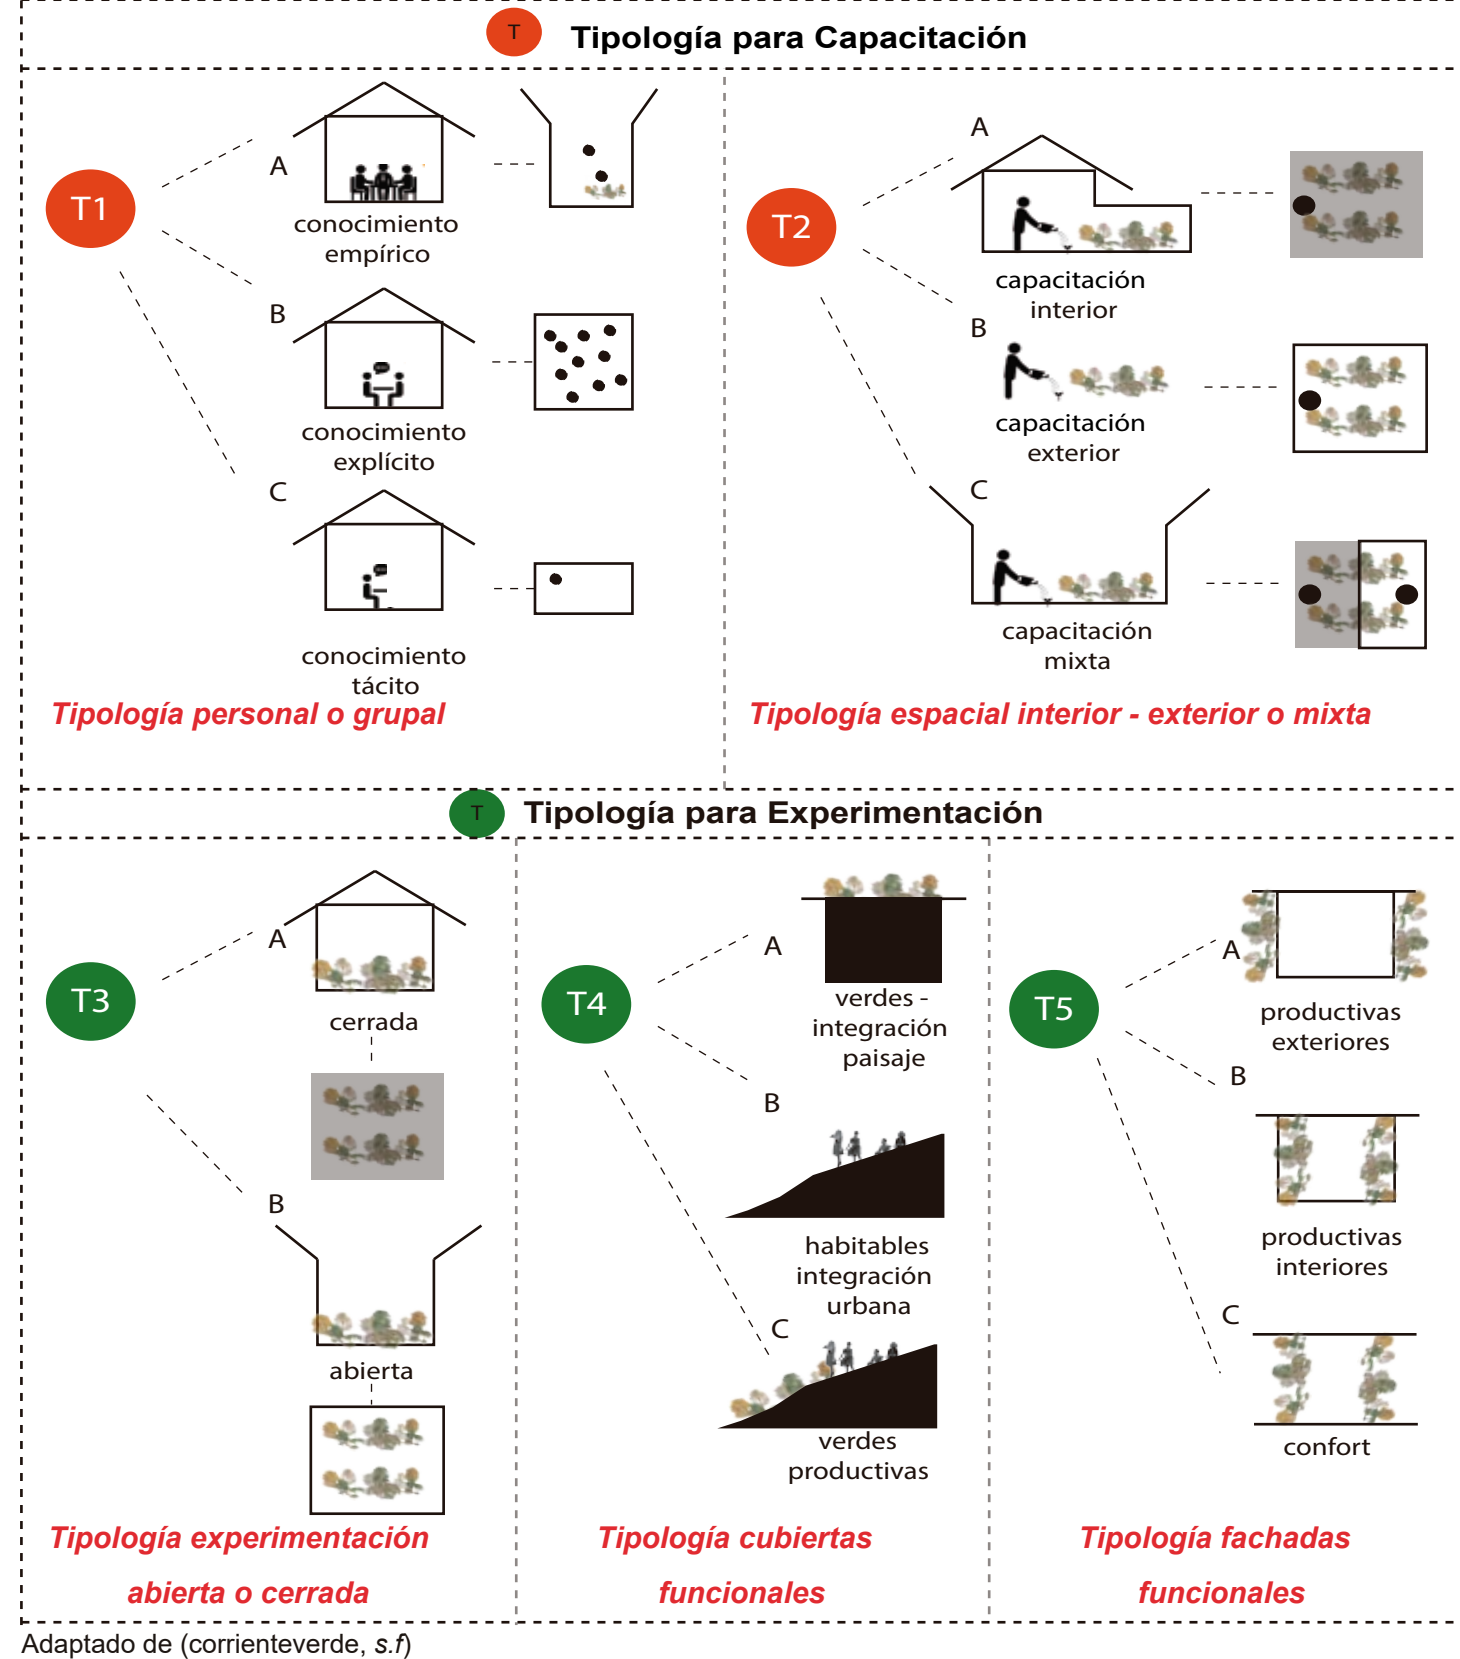 T Tipología para Capacitación
T1
A
conocimiento
empírico
B
conocimiento
explícito
C
conocimiento
tácito
Tipología personal o grupal
T2
A
capacitación
interior
B
capacitación
exterior
C
capacitación
mixta
Tipología espacial interior - exterior o mixta
T Tipología para Experimentación
T3
A
cerrada
B
abierta
Tipología experimentación
abierta o cerrada
T4
A
verdes -
integración
paisaje
B
habitables
integración
urbana
C
verdes
productivas
Tipología cubiertas
funcionales
T5
A
productivas
exteriores
B
productivas
interiores
C
confort
Tipología fachadas
funcionales
Adaptado de (corrienteverde, s.f)